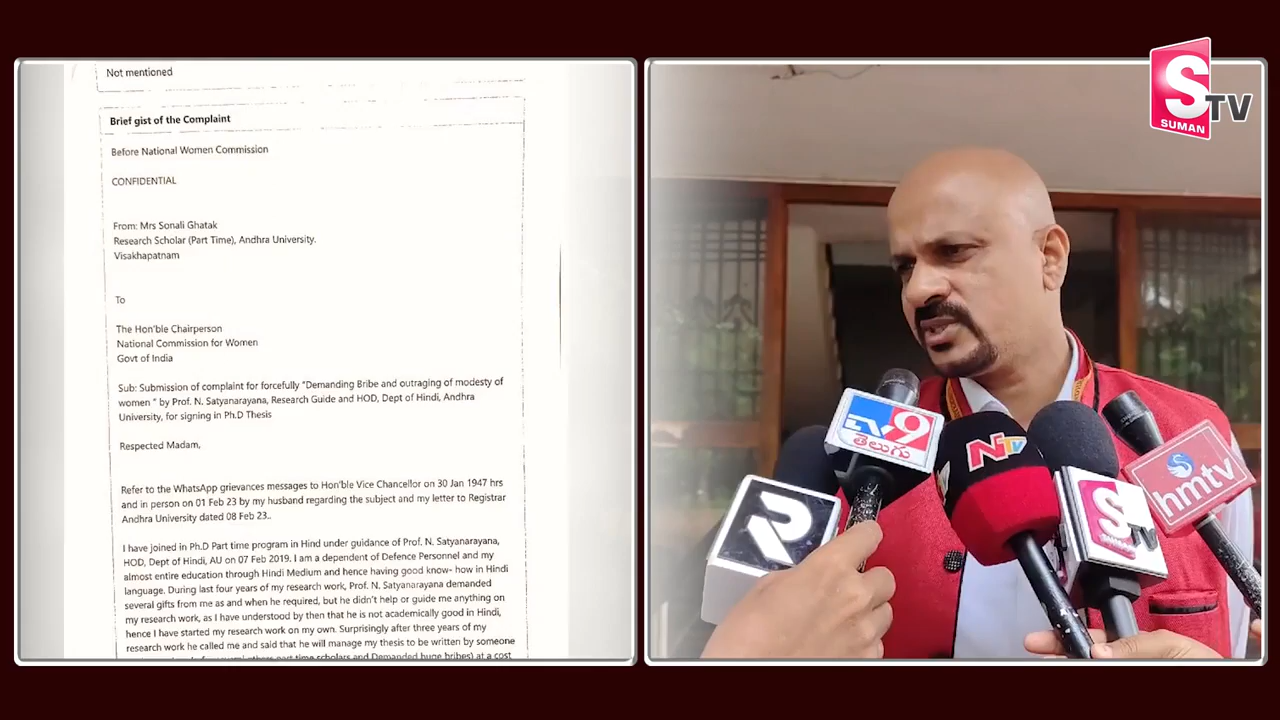 Not mentioned
Brief gist of the Complaint
Before National Women Commission
CONFIDENTIAL
From: Mrs Sonali Ghatak
Research Scholar (Part Time), Andhra University.
Visakhapatnam
To
The Hon'ble Chairperson
National Commission for Women
Govt of India
Sub: Submission of complaint for forcefully "Demanding Bribe and outraging of modesty of
women " by Prof. N. Satyanarayana, Research Guide and HOD, Dept of Hindi, Andhra
University, for signing in Ph.D Thesis
Respected Madam,
Refer to the WhatsApp grievances messages to Hon'ble Vice Chancellor on 30 Jan 1947 hrs
and in person on 01 Feb 23 by my husband regarding the subject and my letter to Registrar
Andhra University dated 08 Feb 23..
I have joined in Ph.D Part time program in Hind under guidance of Prof. N. Satyanarayana,
HOD, Dept of Hindi, AU on 07 Feb 2019. I am a dependent of Defence Personnel and my
almost entire education through Hindi Medium and hence having good know- how in Hindi
language. During last four years of my research work, Prof. N. Satyanarayana demanded
several gifts from me as and when he required, but he didn't help or guide me anything on
my research work, as I have understood by then that he is not academically good in Hindi,
hence I have started my research work on my own. Surprisingly after three years of my
research work he called me and said that he will manage my thesis to be written by someone
others part time scholars and Demanded huge bribes) at a cost
S
TV
SUMAN
TV9
తెలుగు
NTV
R
S
TV
SUMAN
hmtv